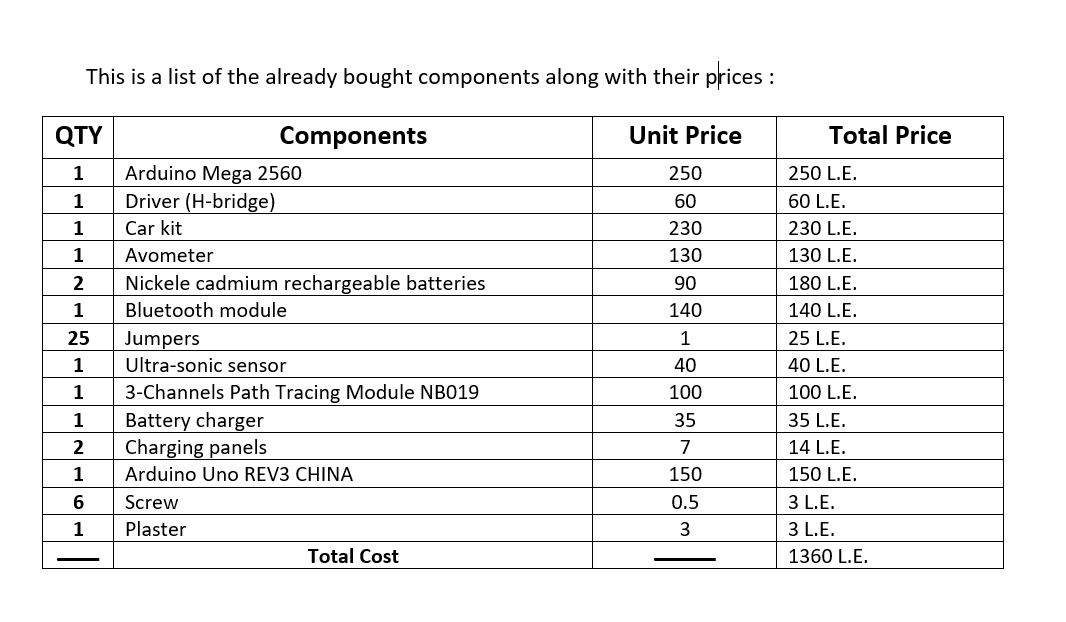 This is a list of the already bought components along with their prices :
QTY Components Unit Price Total Price
1 Arduino Mega 2560 250 250 L.E.
1 Driver (H-bridge) 60 60 L.E.
1 Car kit 230 230 L.E.
1 Avometer 130 130 L.E.
2 Nickele cadmium rechargeable batteries 90 180 L.E.
1 Bluetooth module 140 140 L.E.
25 Jumpers 1 25 L.E.
1 Ultra-sonic sensor 40 40 L.E.
1 3-Channels Path Tracing Module NB019 100 100 L.E.
1 Battery charger 35 35 L.E.
2 Charging panels 7 14 L.E.
1 Arduino Uno REV3 CHINA 150 150 L.E.
6 Screw 0.5 3 L.E.
1 Plaster 3 3 L.E.
Total Cost 1360 L.E.